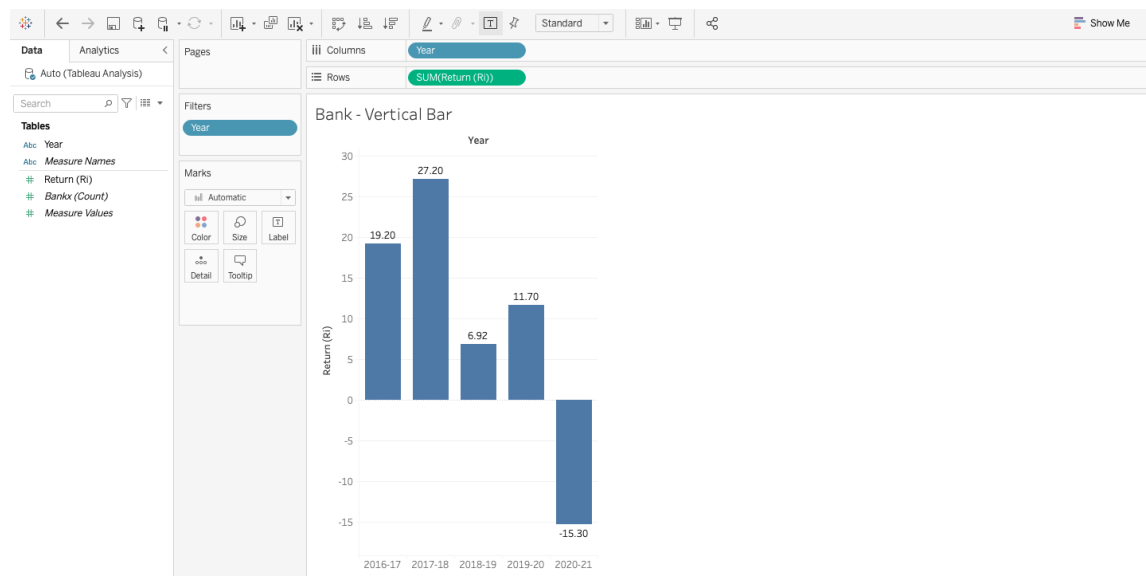 Standard
Show Me
Data
Analytics
Pages
iii Columns
Year
Auto (Tableau Analysis)
Rows
SUM(Return (Ri))
Search
Filters
Year
Tables
Abc Year
Abc Measure Names
# Return (Ri)
# Bankx (Count)
# Measure Values
Marks
Automatic
Color
Size
Label
Detail
Tooltip
Bank - Vertical Bar
Year
30
25
20
15
10
5
0
-5
-10
-15
Return (Ri)
19.20
27.20
6.92
11.70
-15.30
2016-17 2017-18 2018-19 2019-20 2020-21